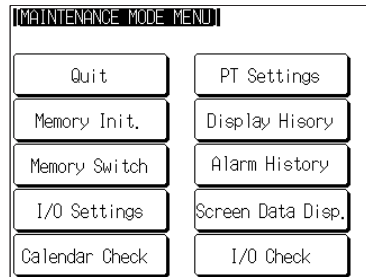 [MAINTENANCE MODE MENU]
Quit
PT Settings
Memory Init.
Display Hisory
Memory Switch
Alarm History
I/O Settings
Screen Data Disp.
Calendar Check
I/O Check